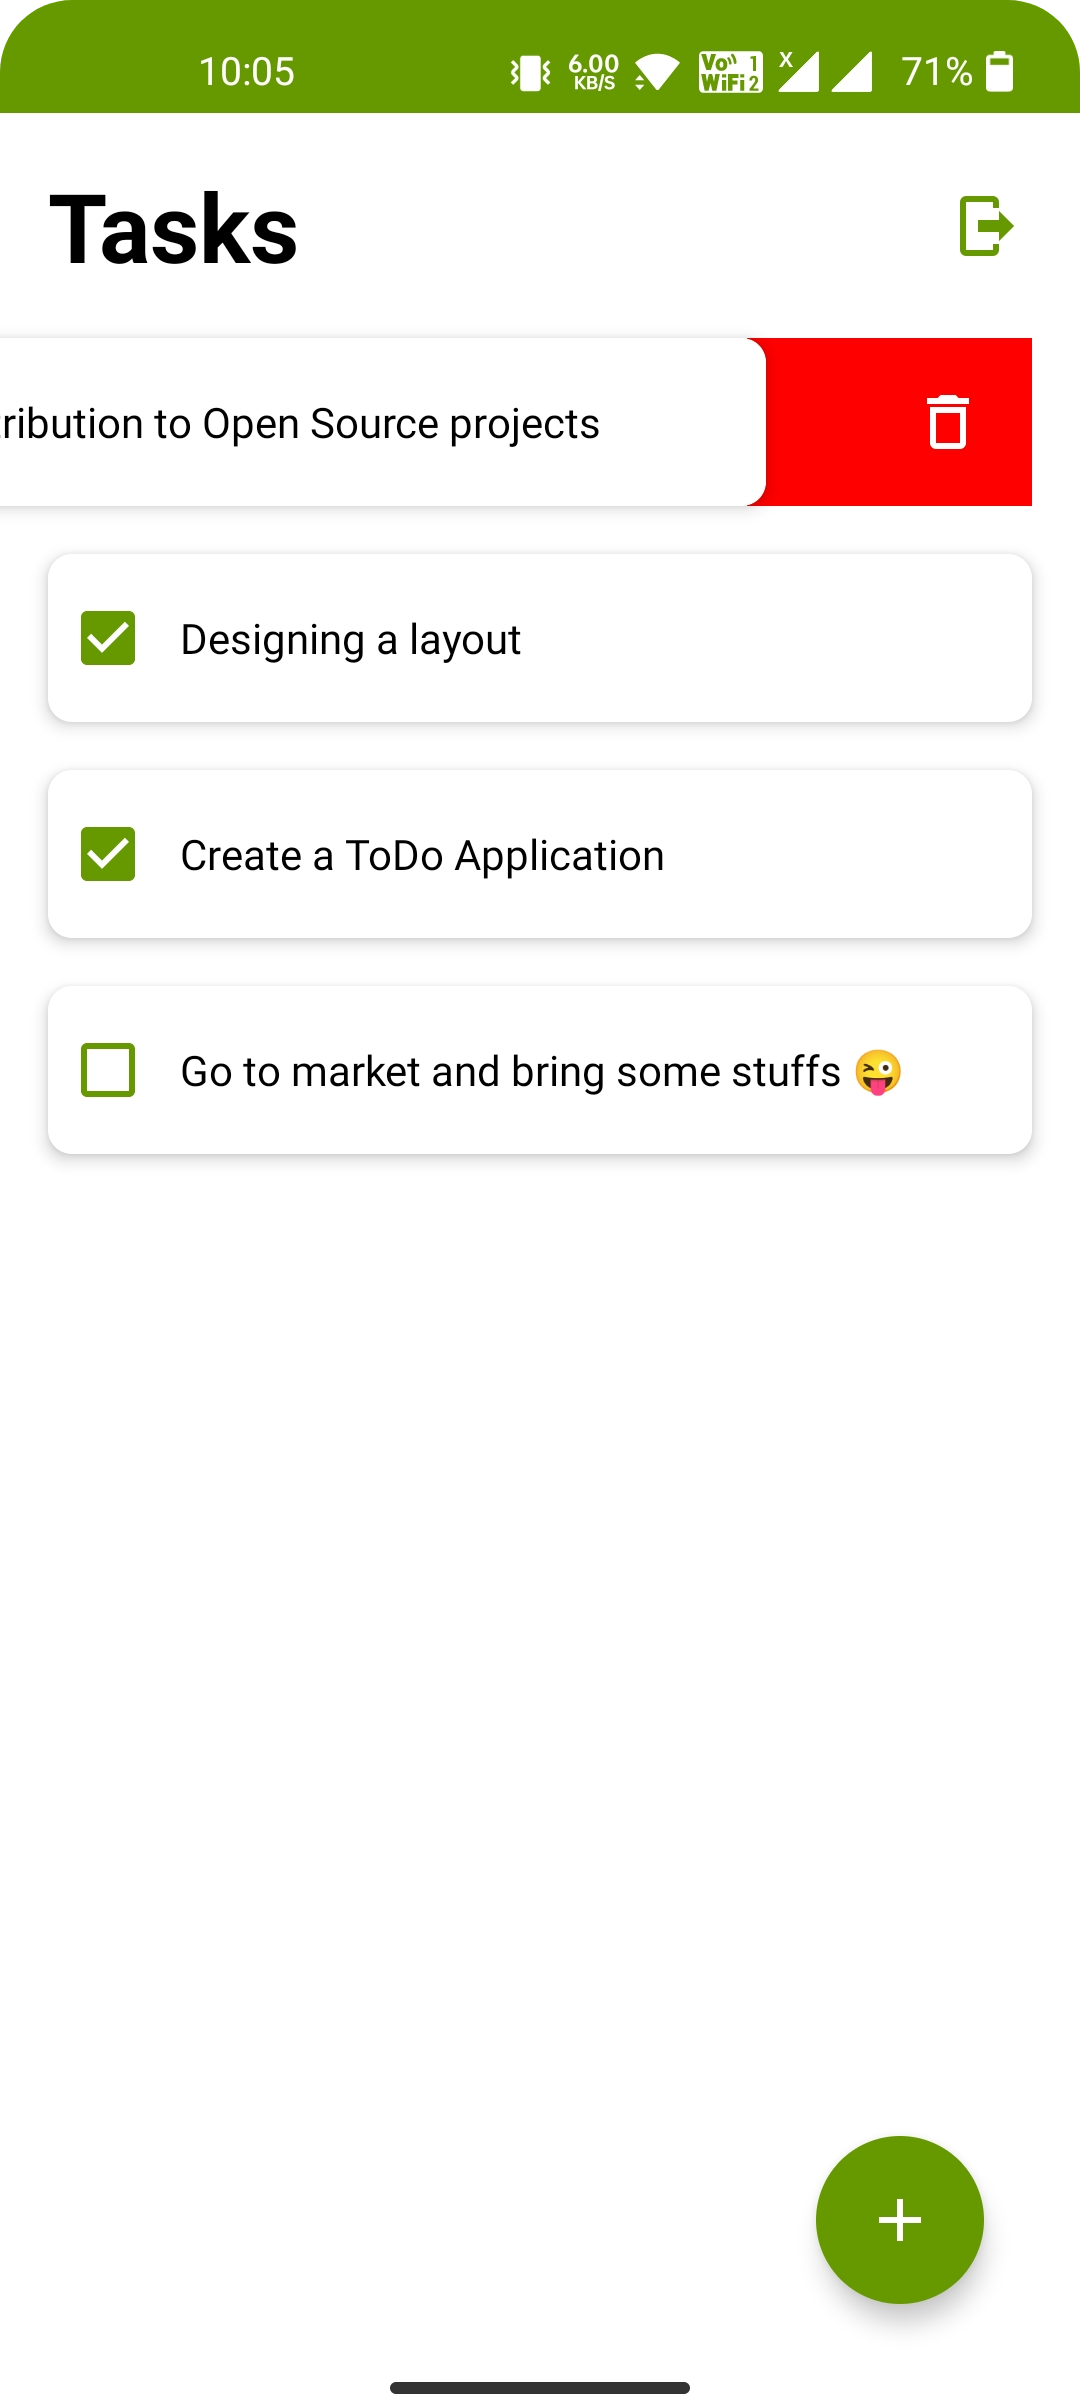 10:05 6.00 KB/S Vo 1 WiFi 2 X 71%
Tasks
ribution to Open Source projects
Designing a layout
Create a ToDo Application
Go to market and bring some stuffs 😜